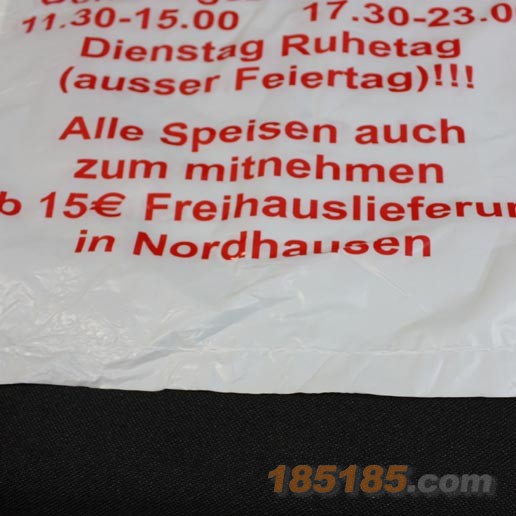 11.30-15.00 17.30-23.0
Dienstag Ruhetag
(ausser Feiertag)!!!
Alle Speisen auch
zum mitnehmen
b 15€ Freihauslieferun
in Nordhausen
185185.com